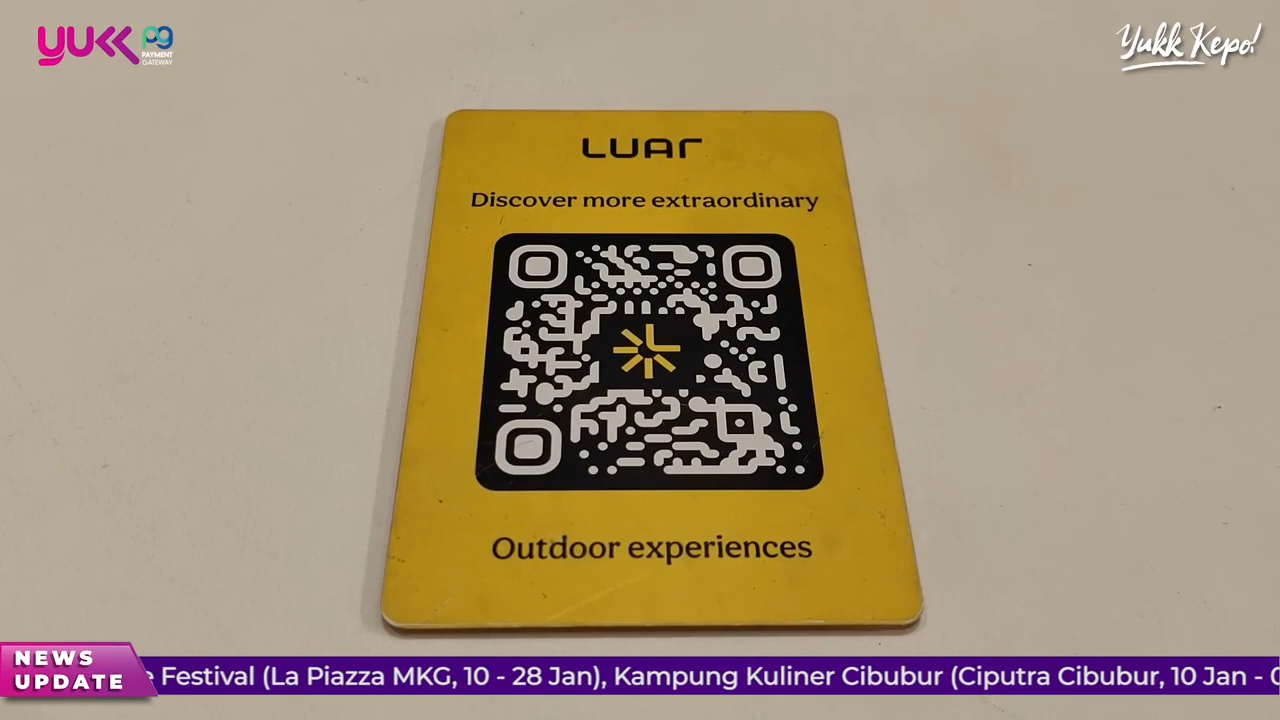 YUKK PG
PAYMENT
GATEWAY
Yukk Kepo!
LUAR
Discover more extraordinary
Outdoor experiences
NEWS
UPDATE
Festival (La Piazza MKG, 10 - 28 Jan), Kampung Kuliner Cibubur (Ciputra Cibubur, 10 Jan -